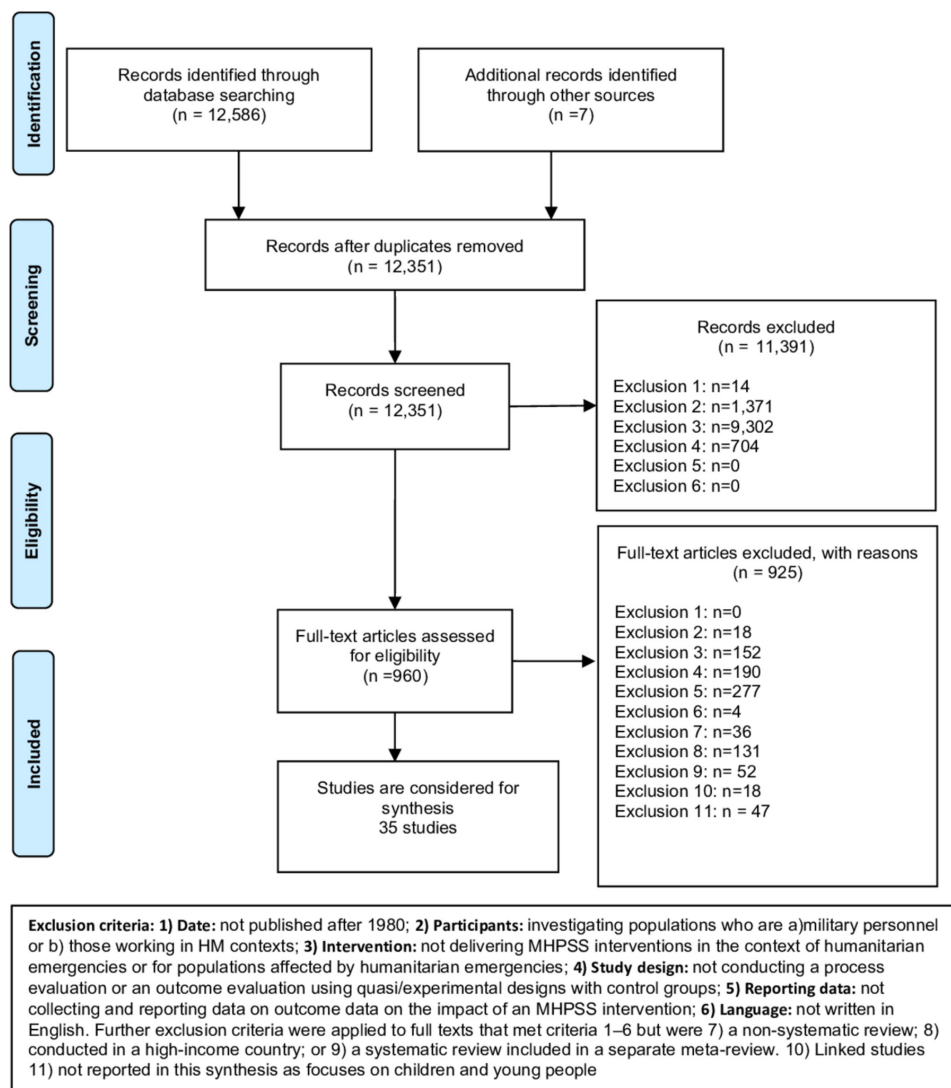 Identification
Records identified through
database searching
(n = 12,586)
Additional records identified
through other sources
(n =7)
Screening
Records after duplicates removed
(n = 12,351)
Records screened
(n = 12,351)
Records excluded
(n = 11,391)
Exclusion 1: n=14
Exclusion 2: n=1,371
Exclusion 3: n=9,302
Exclusion 4: n=704
Exclusion 5: n=0
Exclusion 6: n=0
Eligibility
Full-text articles assessed
for eligibility
(n =960)
Full-text articles excluded, with reasons
(n = 925)
Exclusion 1: n=0
Exclusion 2: n=18
Exclusion 3: n=152
Exclusion 4: n=190
Exclusion 5: n=277
Exclusion 6: n=4
Exclusion 7: n=36
Exclusion 8: n=131
Exclusion 9: n= 52
Exclusion 10: n=18
Exclusion 11: n = 47
Included
Studies are considered for
synthesis
35 studies
Exclusion criteria: 1) Date: not published after 1980; 2) Participants: investigating populations who are a)military personnel
or b) those working in HM contexts; 3) Intervention: not delivering MHPSS interventions in the context of humanitarian
emergencies or for populations affected by humanitarian emergencies; 4) Study design: not conducting a process
evaluation or an outcome evaluation using quasi/experimental designs with control groups; 5) Reporting data: not
collecting and reporting data on outcome data on the impact of an MHPSS intervention; 6) Language: not written in
English. Further exclusion criteria were applied to full texts that met criteria 1–6 but were 7) a non-systematic review; 8)
conducted in a high-income country; or 9) a systematic review included in a separate meta-review. 10) Linked studies
11) not reported in this synthesis as focuses on children and young people